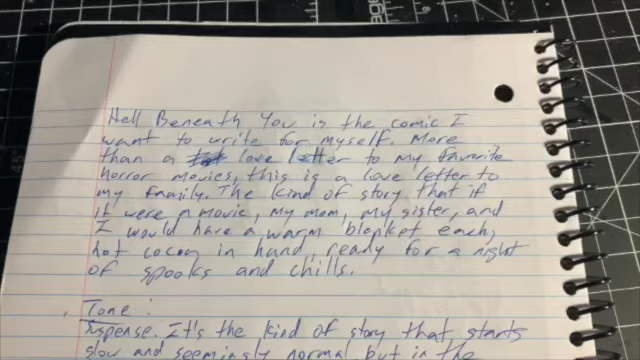 Hell Beneath You is the comic I
want to write for myself. More
than a love letter to my favorite
horror movies, this is a love letter to
my family. The kind of story that if
it were a movie, my mom, my sister, and
I would have a warm blanket each,
hot cocoa in hand, ready for a night
of spooks and chills.
Tone:
Suspense. It's the kind of story that starts
slow and seemingly normal but in the